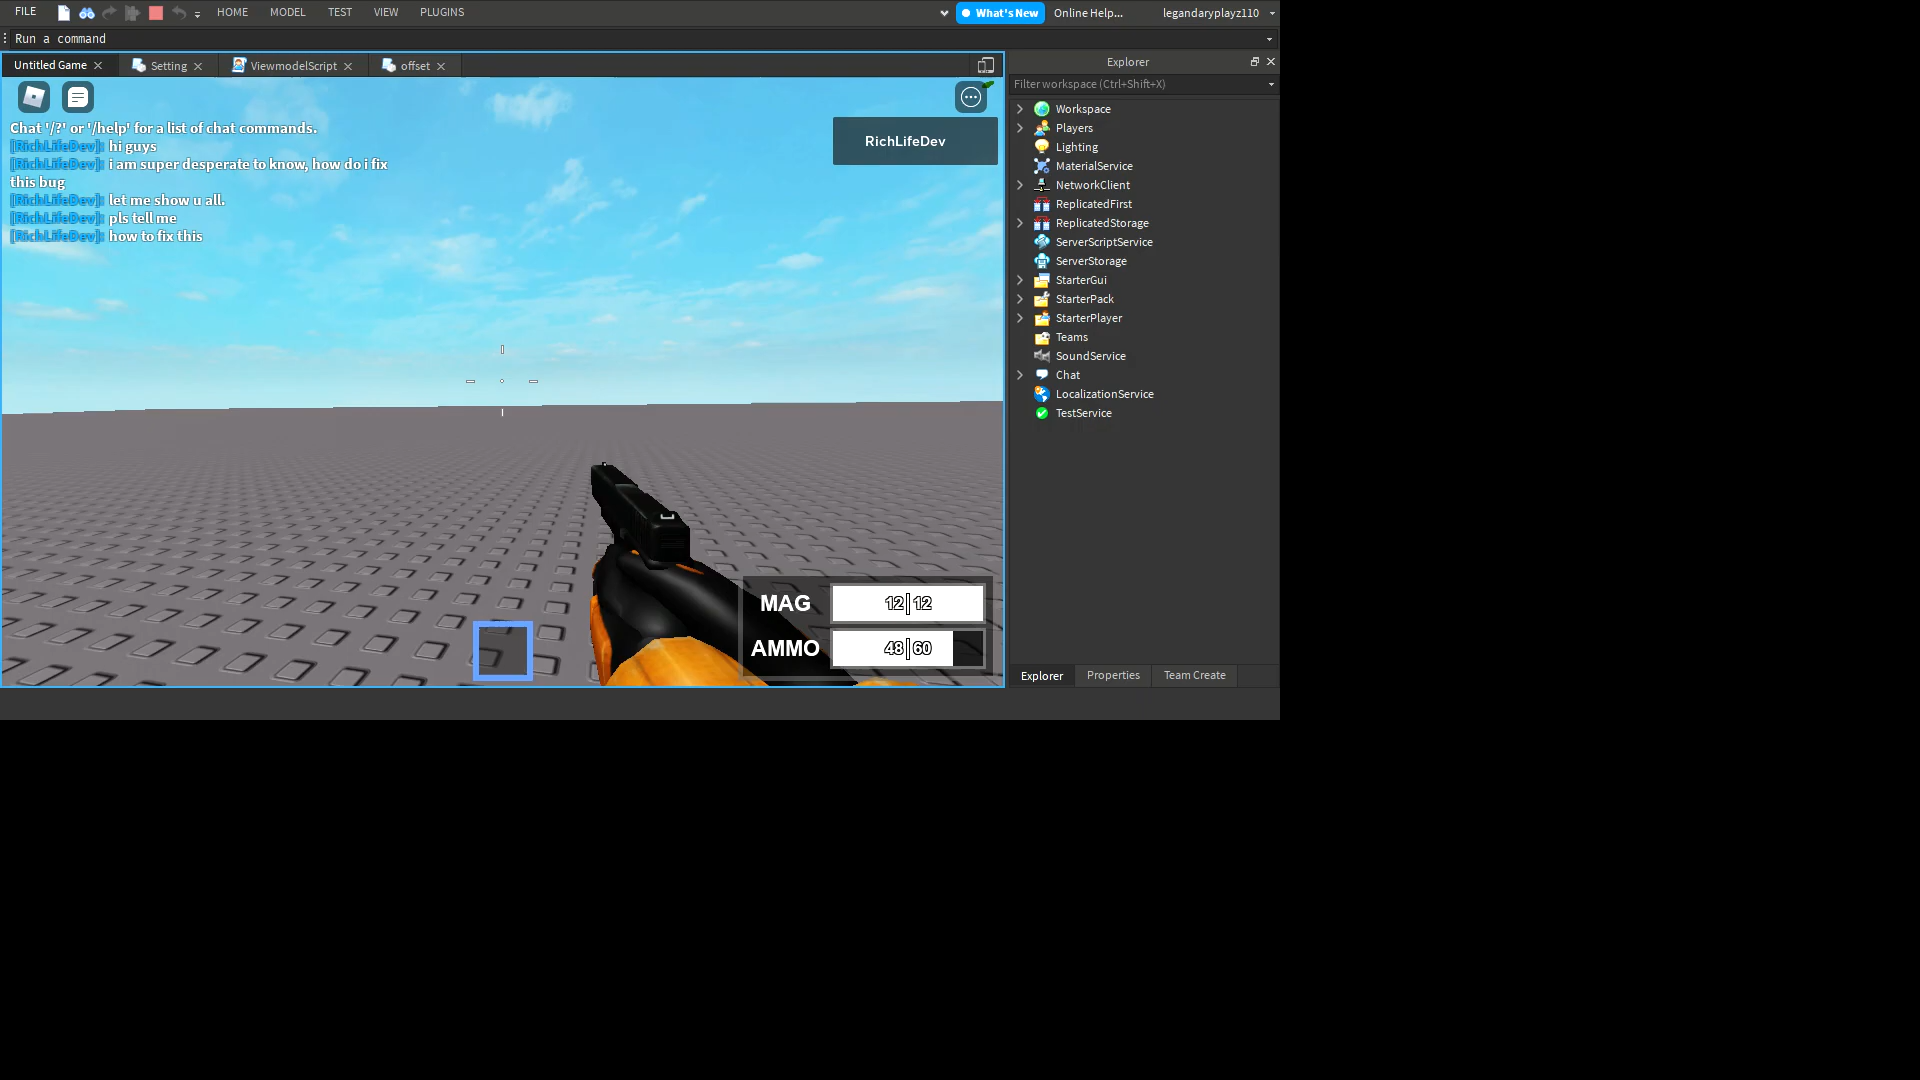 FILE HOME MODEL TEST VIEW PLUGINS What's New Online Help... legandaryplayz110
Run a command
Untitled Game Setting ViewmodelScript offset
Explorer
Filter workspace (Ctrl+Shift+X)
Chat '/?' or '/help' for a list of chat commands.
[RichLifeDev]: hi guys
[RichLifeDev]: i am super desperate to know, how do i fix
this bug
[RichLifeDev]: let me show u all.
[RichLifeDev]: pls tell me
[RichLifeDev]: how to fix this
RichLifeDev
MAG 12|12
AMMO 48|60
Workspace
Players
Lighting
MaterialService
NetworkClient
ReplicatedFirst
ReplicatedStorage
ServerScriptService
ServerStorage
StarterGui
StarterPack
StarterPlayer
Teams
SoundService
Chat
LocalizationService
TestService
Explorer Properties Team Create